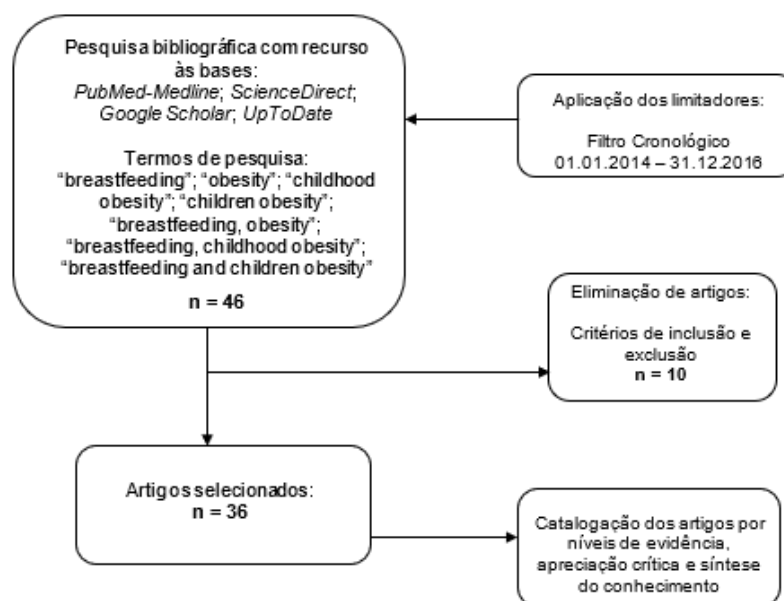 Pesquisa bibliográfica com recurso
às bases:
PubMed-Medline; ScienceDirect;
Google Scholar; UpToDate
Termos de pesquisa:
“breastfeeding”; “obesity”; “childhood
obesity”; “children obesity”;
“breastfeeding, obesity”;
“breastfeeding, childhood obesity”;
“breastfeeding and children obesity”
n = 46
Aplicação dos limitadores:
Filtro Cronológico
01.01.2014 – 31.12.2016
Eliminação de artigos:
Critérios de inclusão e
exclusão
n = 10
Artigos selecionados:
n = 36
Catalogação dos artigos por
níveis de evidência,
apreciação crítica e síntese
do conhecimento